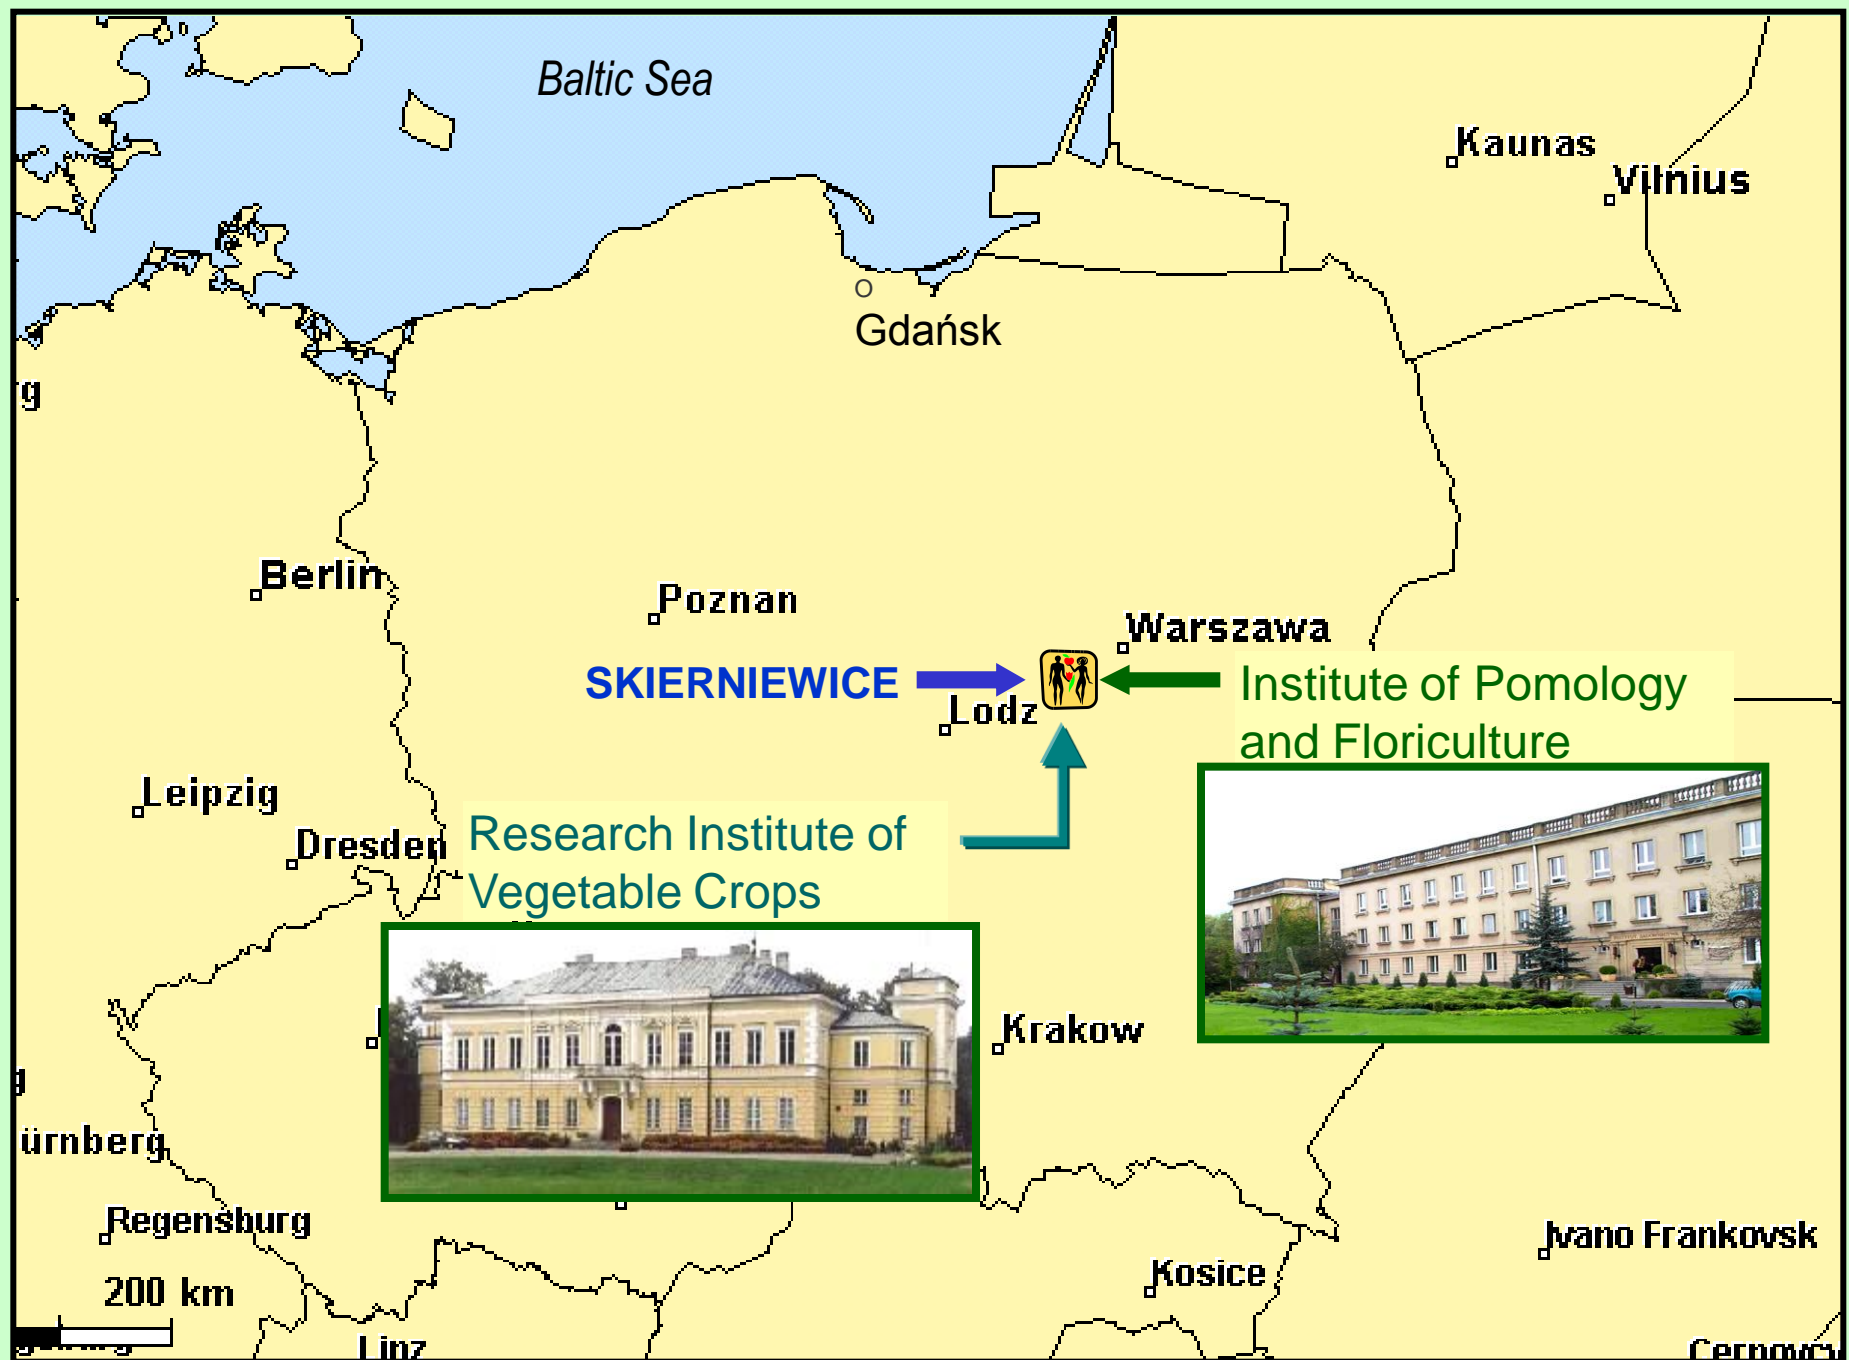 Baltic Sea
Kaunas
Vilnius
Gdańsk
Berlin
Poznan
Warszawa
SKIERNIEWICE
Institute of Pomology
and Floriculture
Lodz
Leipzig
Dresden
Research Institute of
Vegetable Crops
Krakow
ürnberg
Regensburg
Ivano Frankovsk
Kosice
200 km
Linz